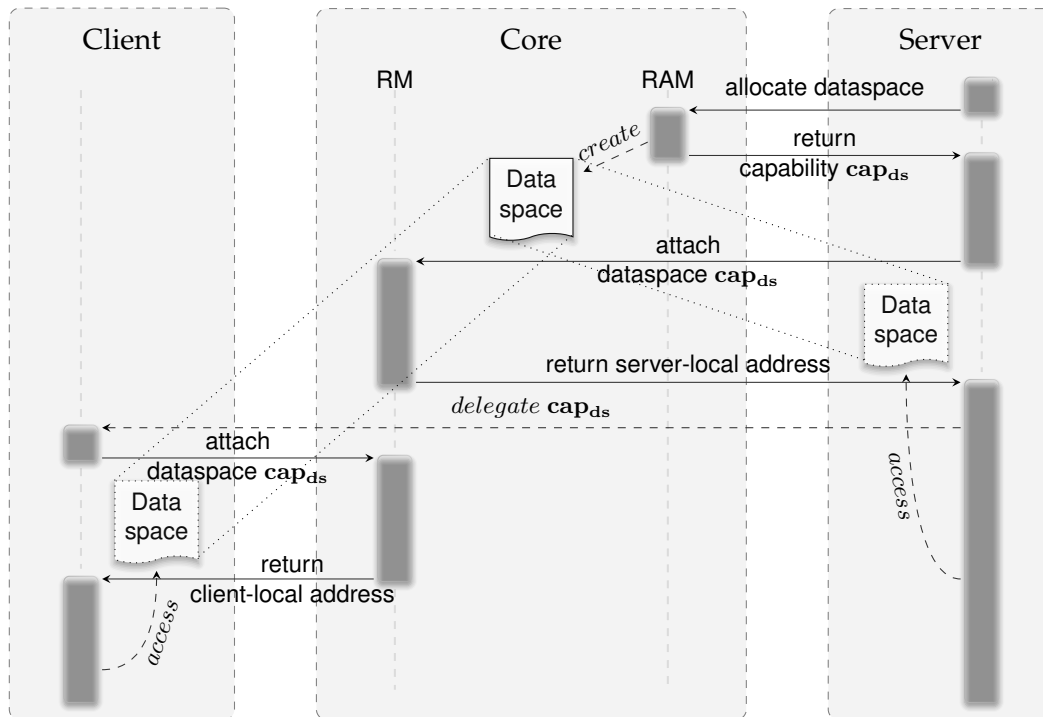 Client
Core
Server
RM
RAM
allocate dataspace
create
return
capability cap_ds
Data
space
attach
dataspace cap_ds
Data
space
return server-local address
delegate cap_ds
attach
dataspace cap_ds
access
Data
space
return
client-local address
access